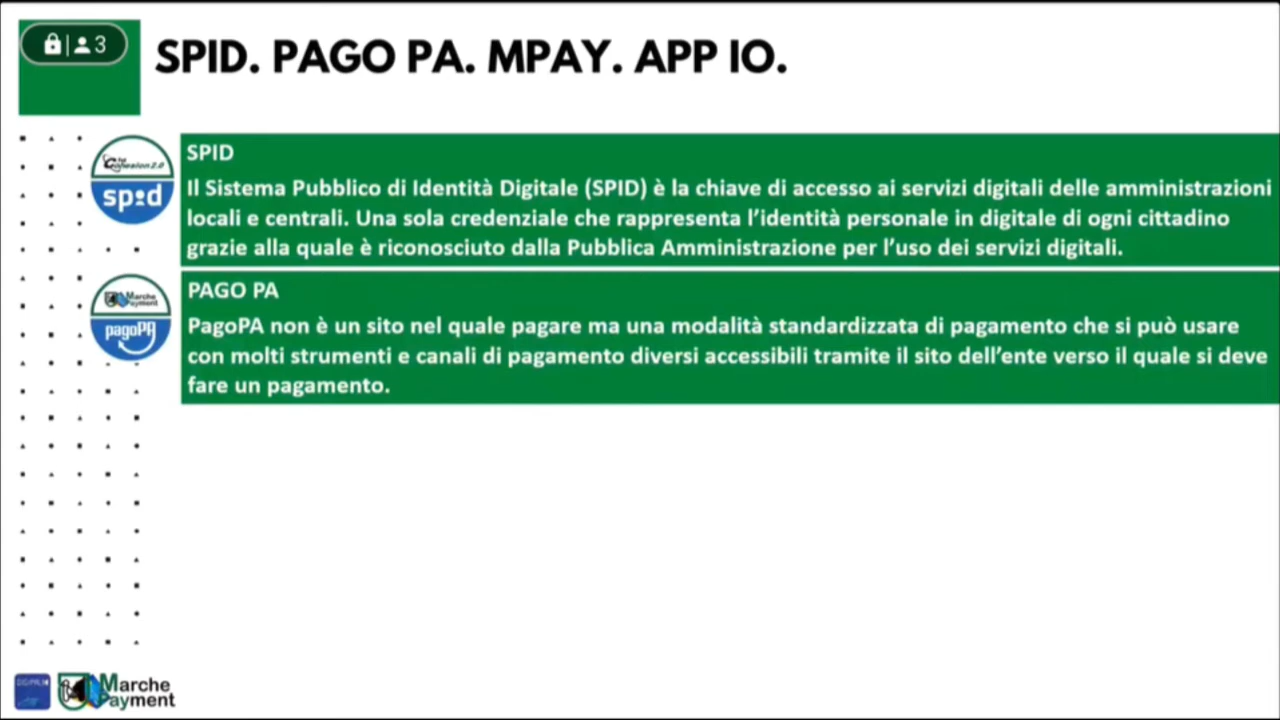 3
SPID. PAGO PA. MPAY. APP IO.
SPID
Il Sistema Pubblico di Identità Digitale (SPID) è la chiave di accesso ai servizi digitali delle amministrazioni
locali e centrali. Una sola credenziale che rappresenta l’identità personale in digitale di ogni cittadino
grazie alla quale è riconosciuto dalla Pubblica Amministrazione per l’uso dei servizi digitali.
spid
PAGO PA
PagoPA non è un sito nel quale pagare ma una modalità standardizzata di pagamento che si può usare
con molti strumenti e canali di pagamento diversi accessibili tramite il sito dell’ente verso il quale si deve
fare un pagamento.
Marche
Payment
pagoPA
Marche
Payment